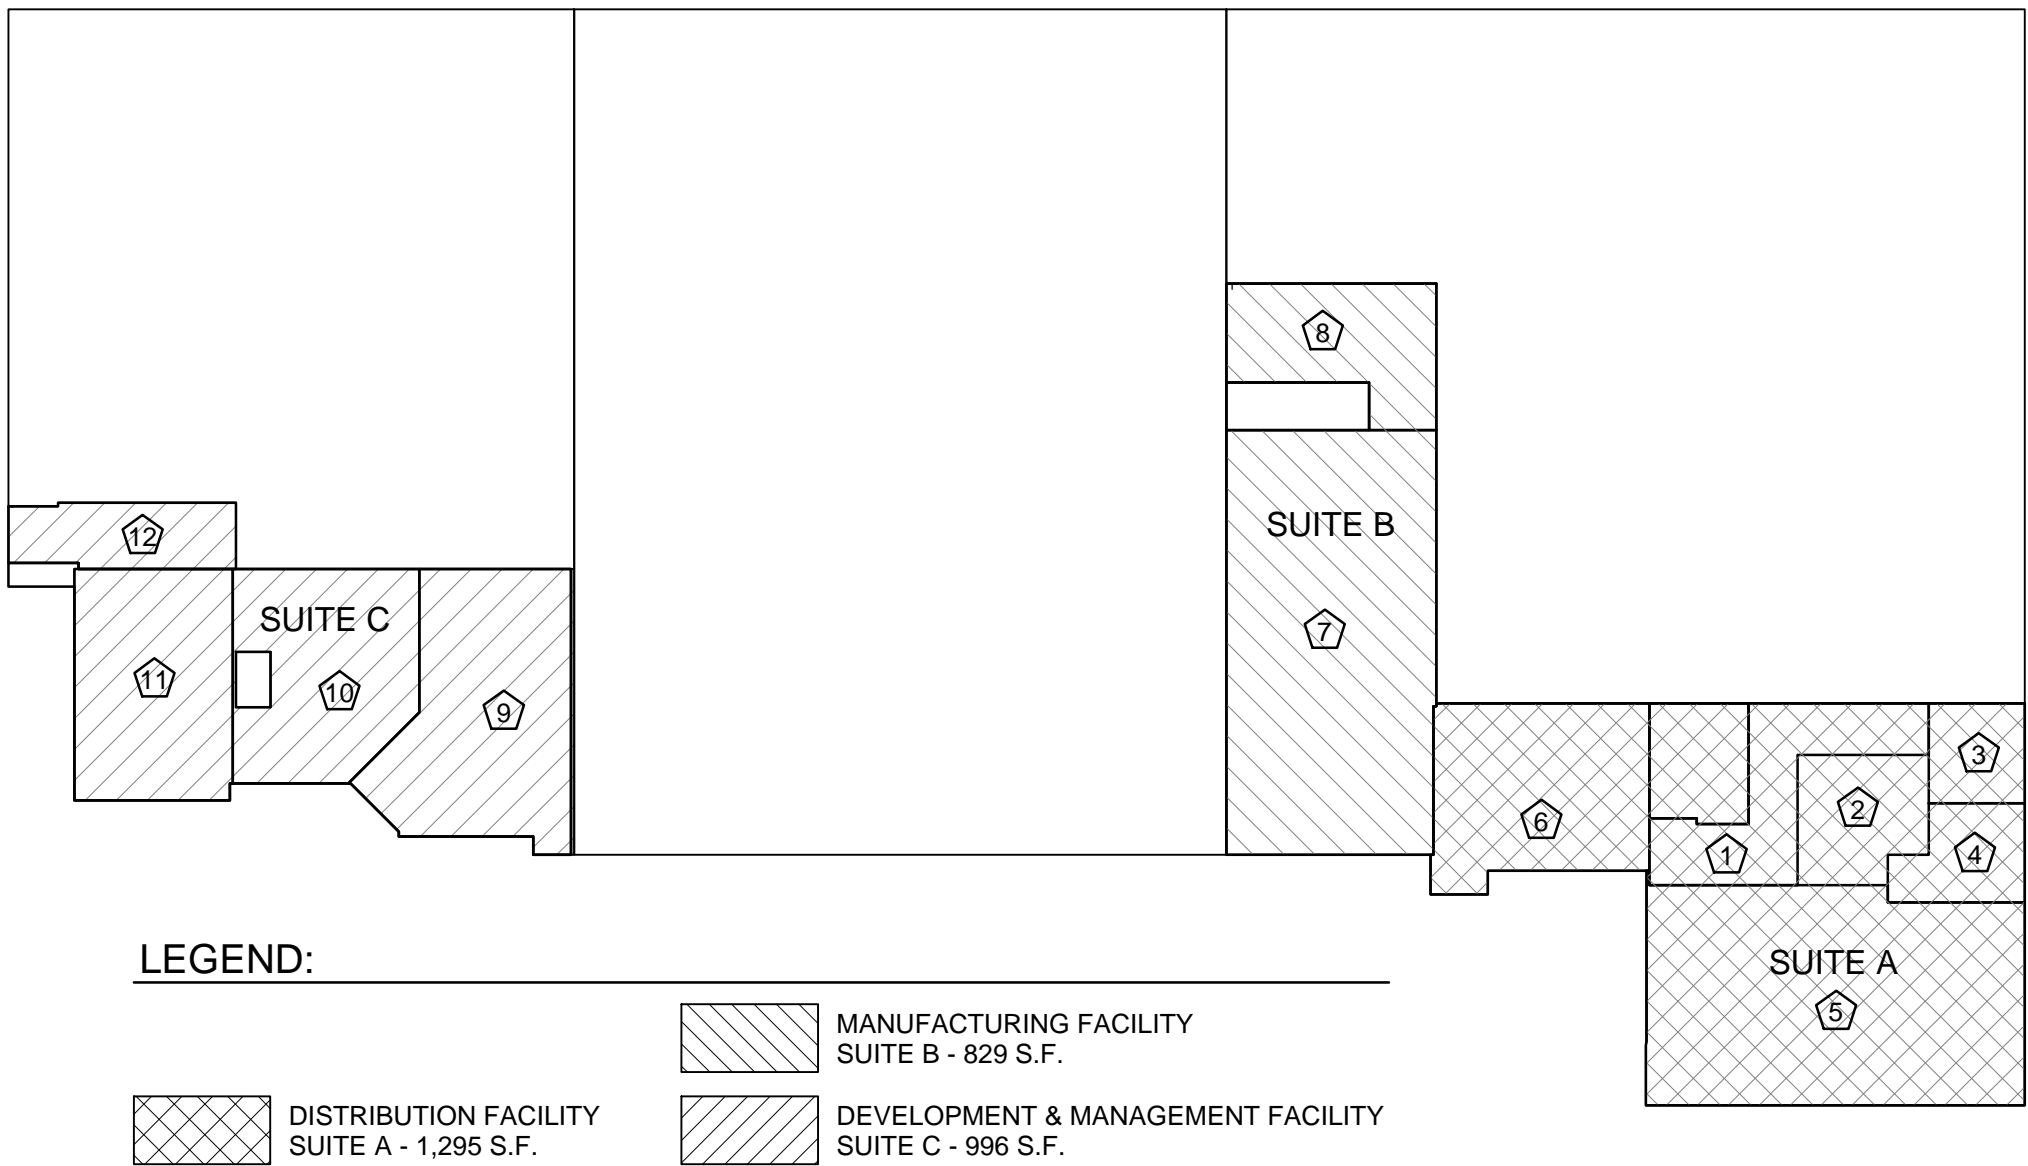 8
SUITE B
12
SUITE C
7
11
10
9
3
2
6
4
1
SUITE A
5
LEGEND:
MANUFACTURING FACILITY
SUITE B - 829 S.F.
DISTRIBUTION FACILITY
SUITE A - 1,295 S.F.
DEVELOPMENT & MANAGEMENT FACILITY
SUITE C - 996 S.F.